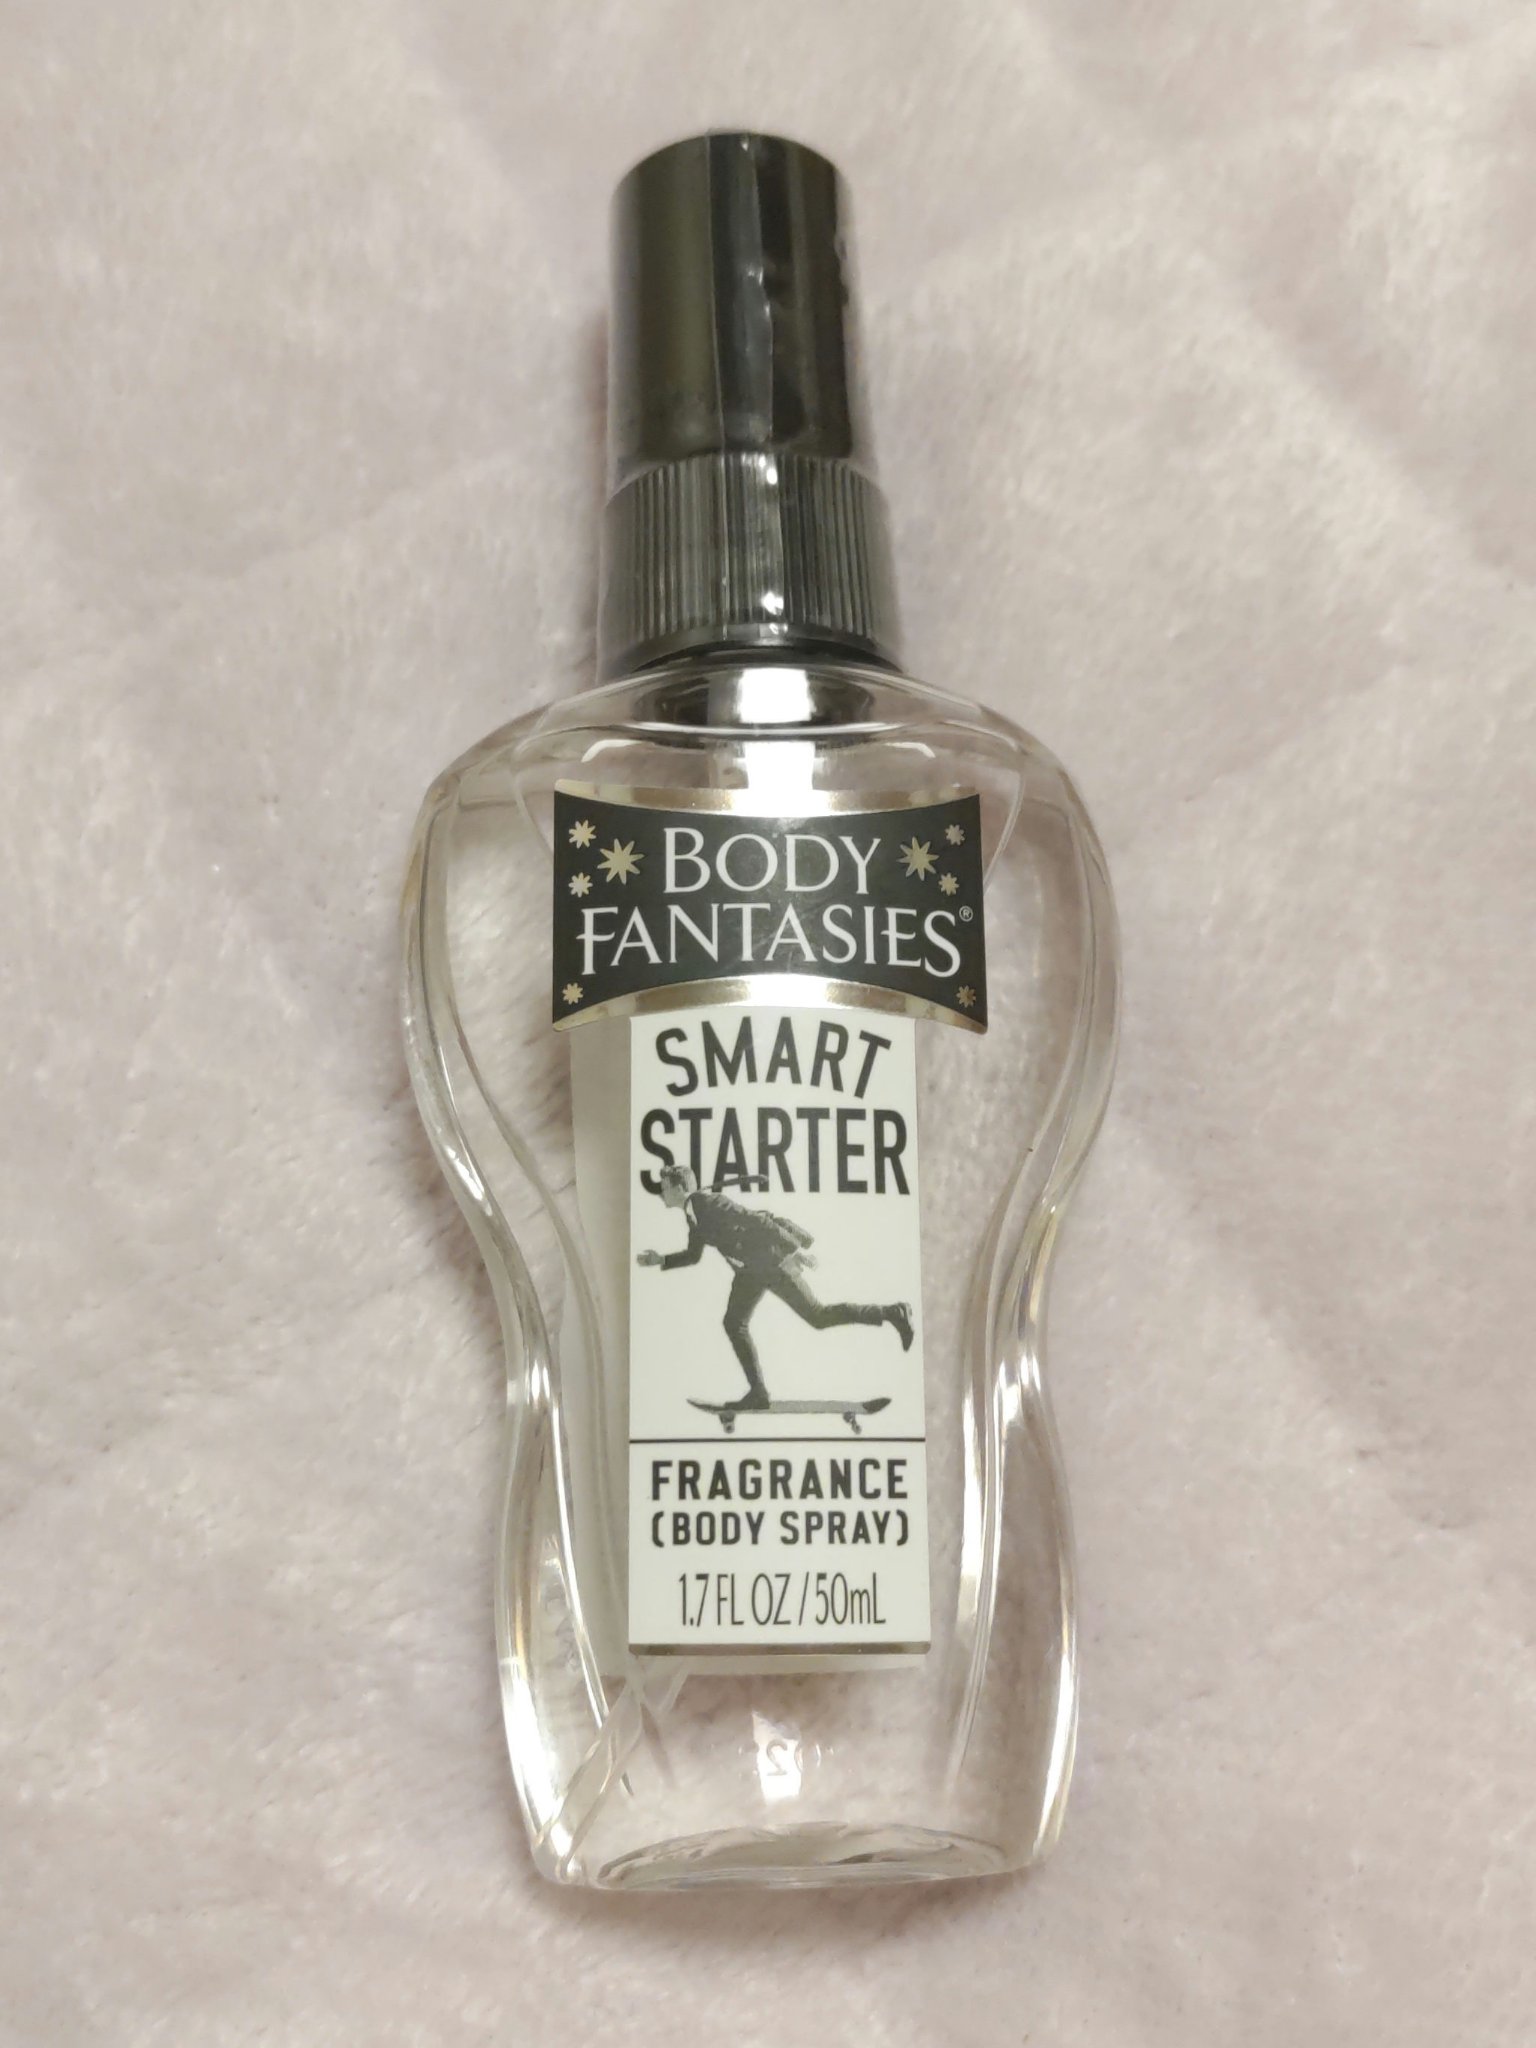 BODY
FANTASIES®
SMART
STARTER
FRAGRANCE
(BODY SPRAY)
1.7 FL OZ / 50mL